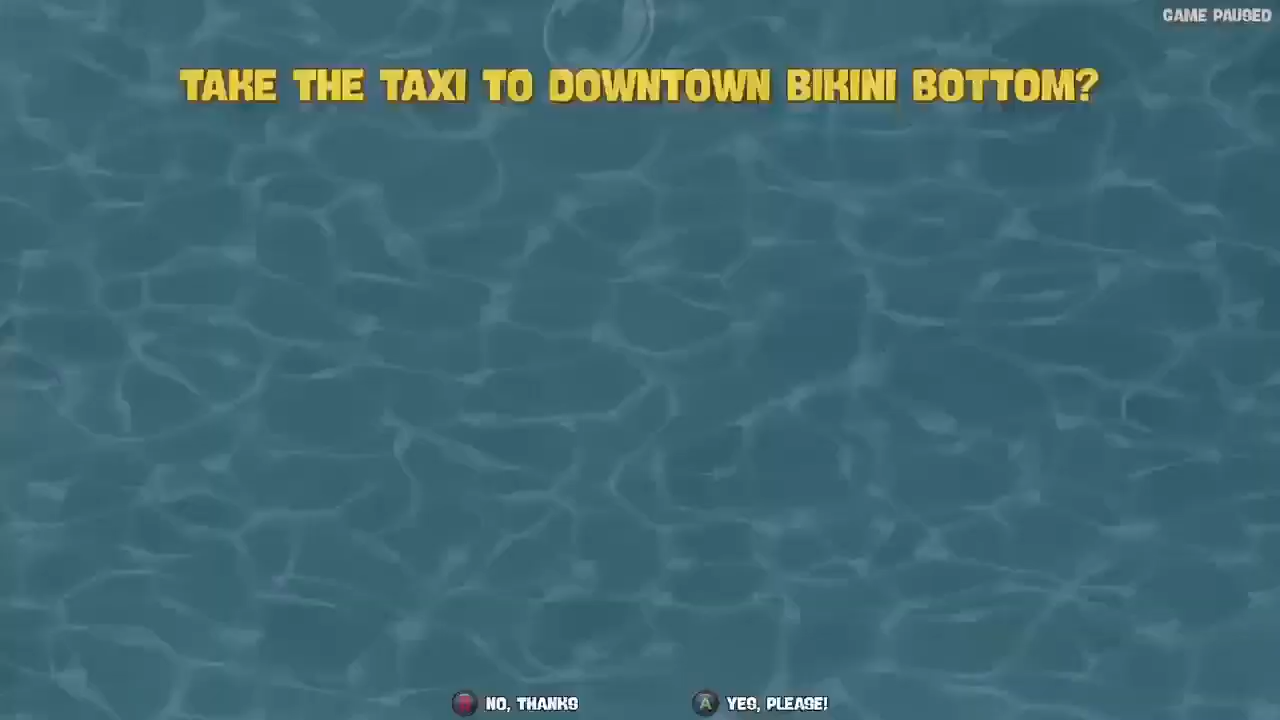 GAME PAUSED
TAKE THE TAXI TO DOWNTOWN BIKINI BOTTOM?
NO, THANKS
A YES, PLEASE!